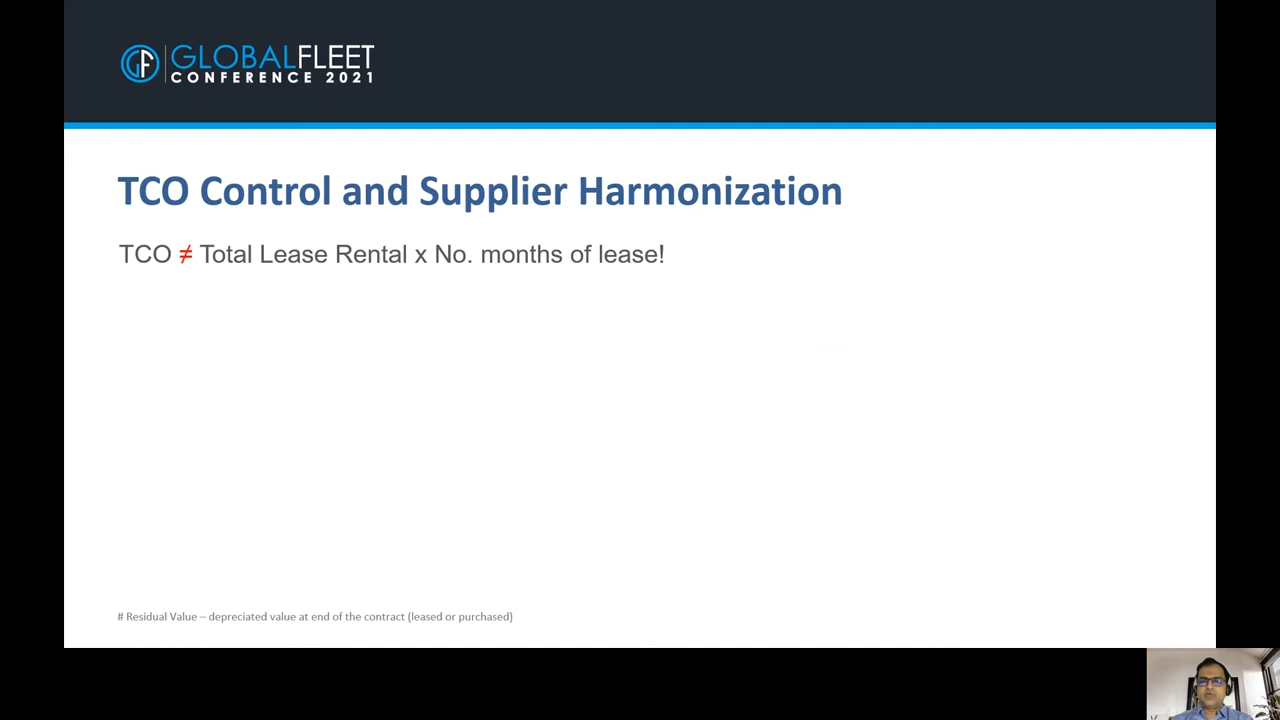 GF GLOBALFLEET
CONFERENCE 2021
TCO Control and Supplier Harmonization
TCO ≠ Total Lease Rental x No. months of lease!
# Residual Value – depreciated value at end of the contract (leased or purchased)